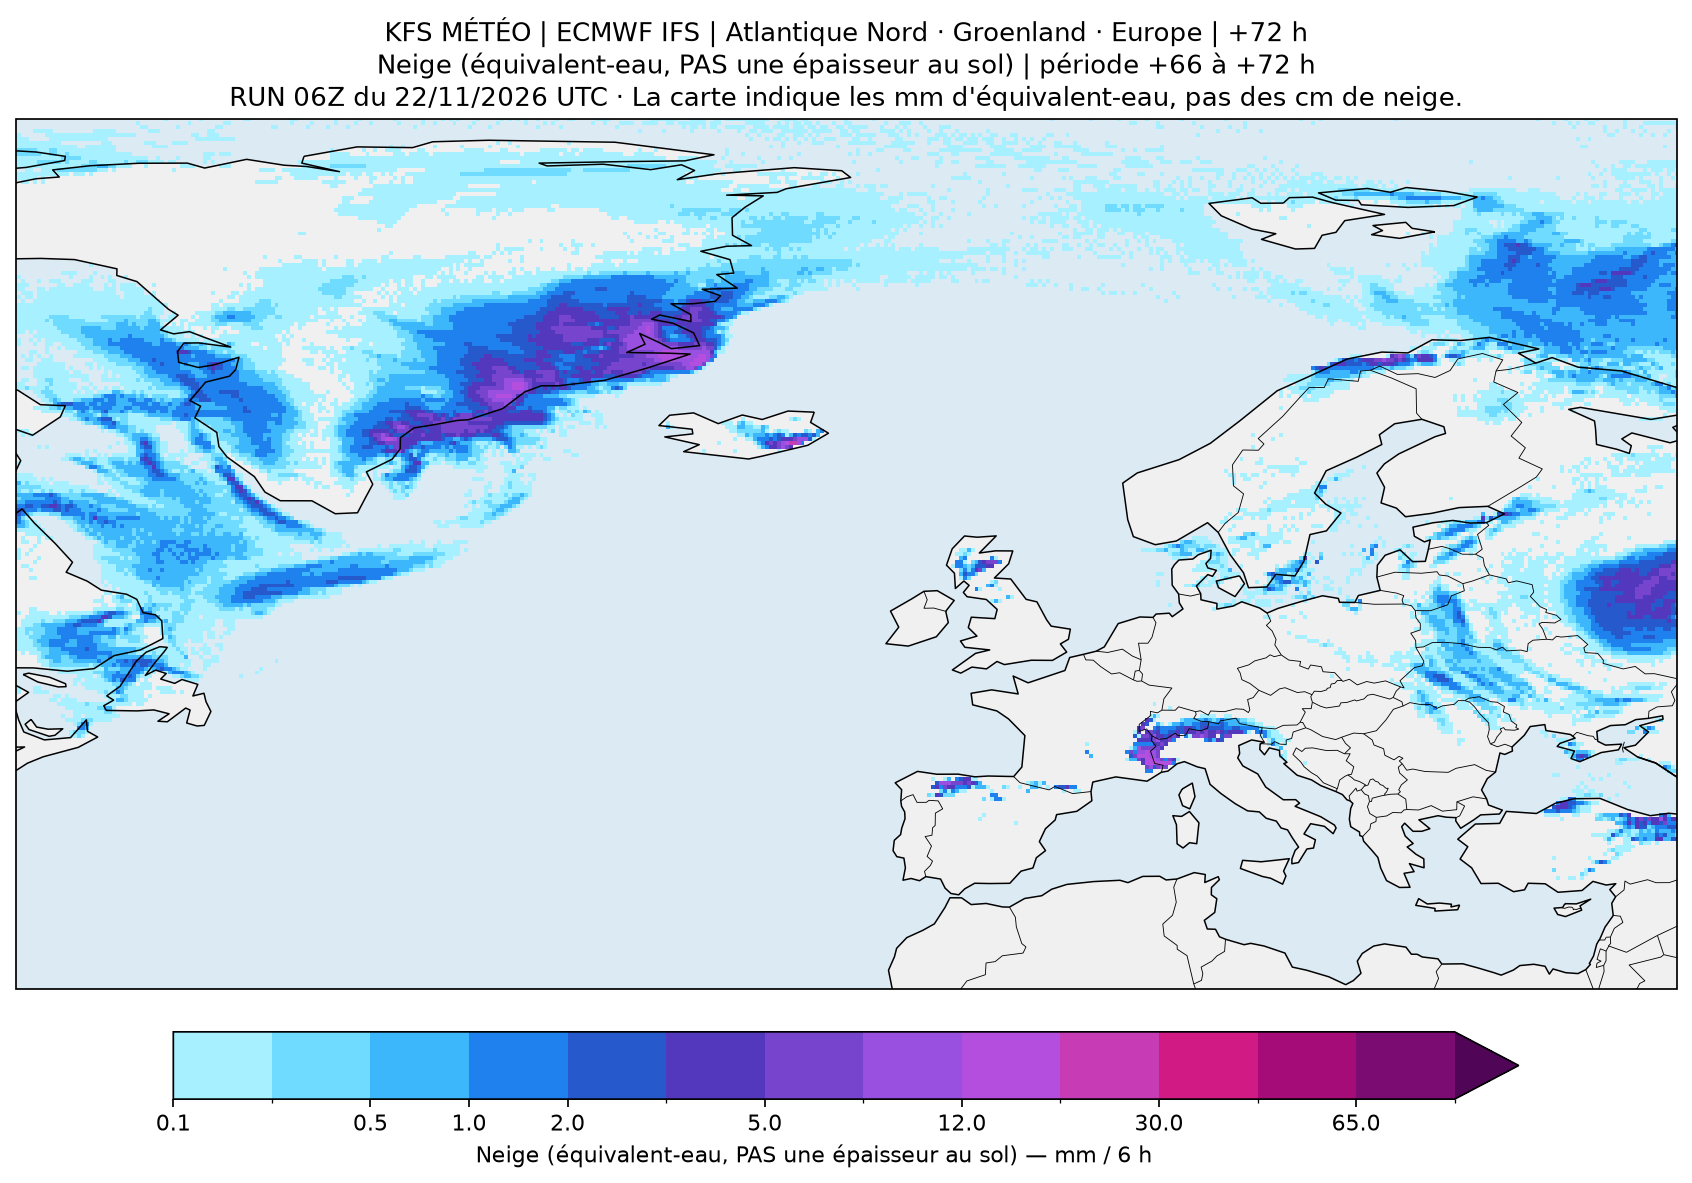 KFS MÉTÉO | ECMWF IFS | Atlantique Nord · Groenland · Europe | +72 h
Neige (équivalent-eau, PAS une épaisseur au sol) | période +66 à +72 h
RUN 06Z du 22/11/2026 UTC · La carte indique les mm d'équivalent-eau, pas des cm de neige.
0.1 0.5 1.0 2.0 5.0 12.0 30.0 65.0
Neige (équivalent-eau, PAS une épaisseur au sol) — mm / 6 h